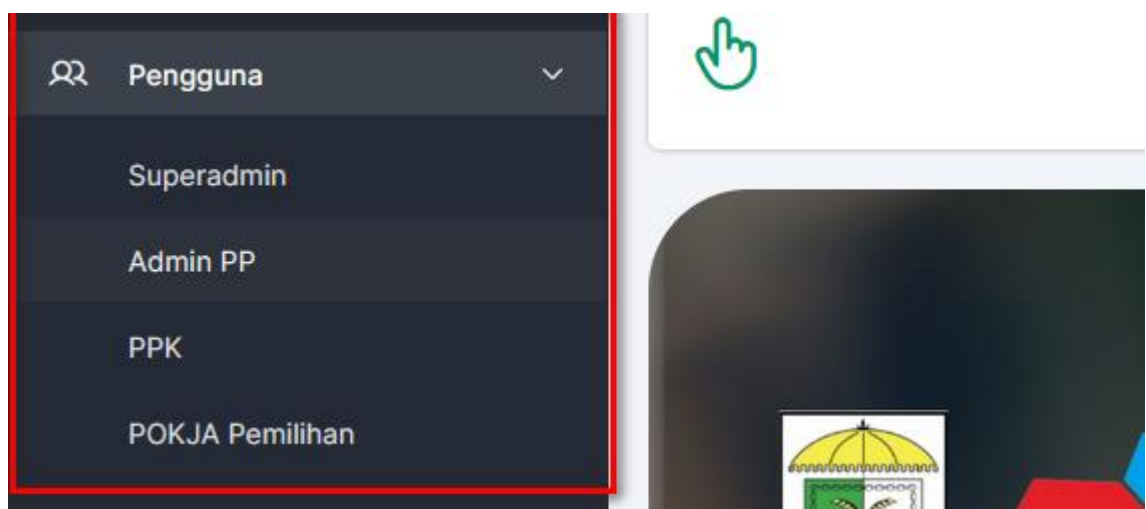 Pengguna
Superadmin
Admin PP
PPK
POKJA Pemilihan